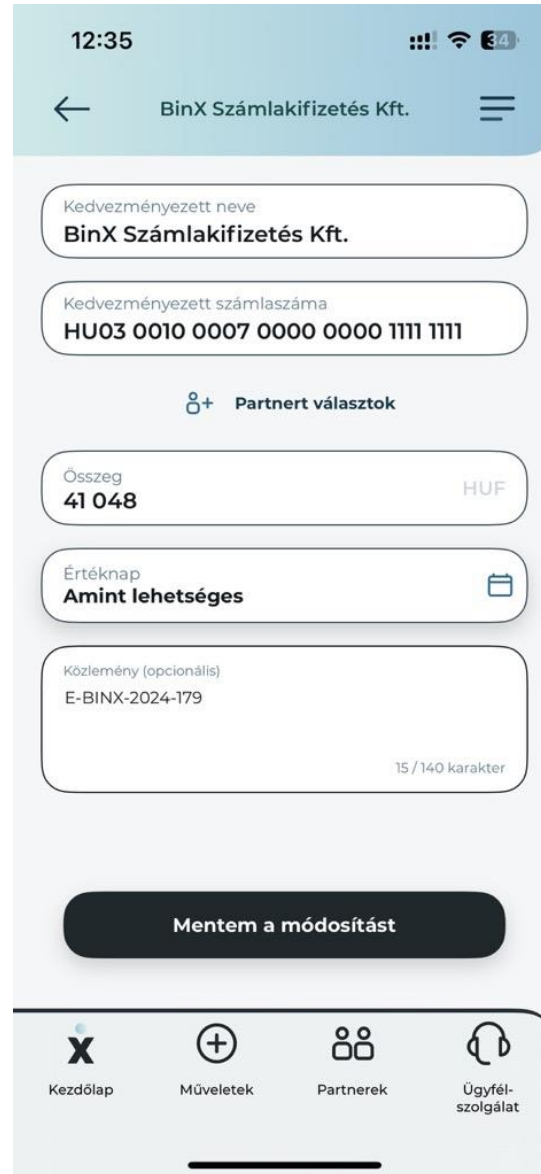 12:35
34
BinX Számlakifizetés Kft.
Kedvezményezett neve
BinX Számlakifizetés Kft.
Kedvezményezett számlaszáma
HU03 0010 0007 0000 0000 1111 1111
Partnert választok
Összeg
41 048
HUF
Értéknap
Amint lehetséges
Közlemény (opcionális)
E-BINX-2024-179
15 / 140 karakter
Mentem a módosítást
Kezdőlap
Műveletek
Partnerek
Ügyfél-
szolgálat